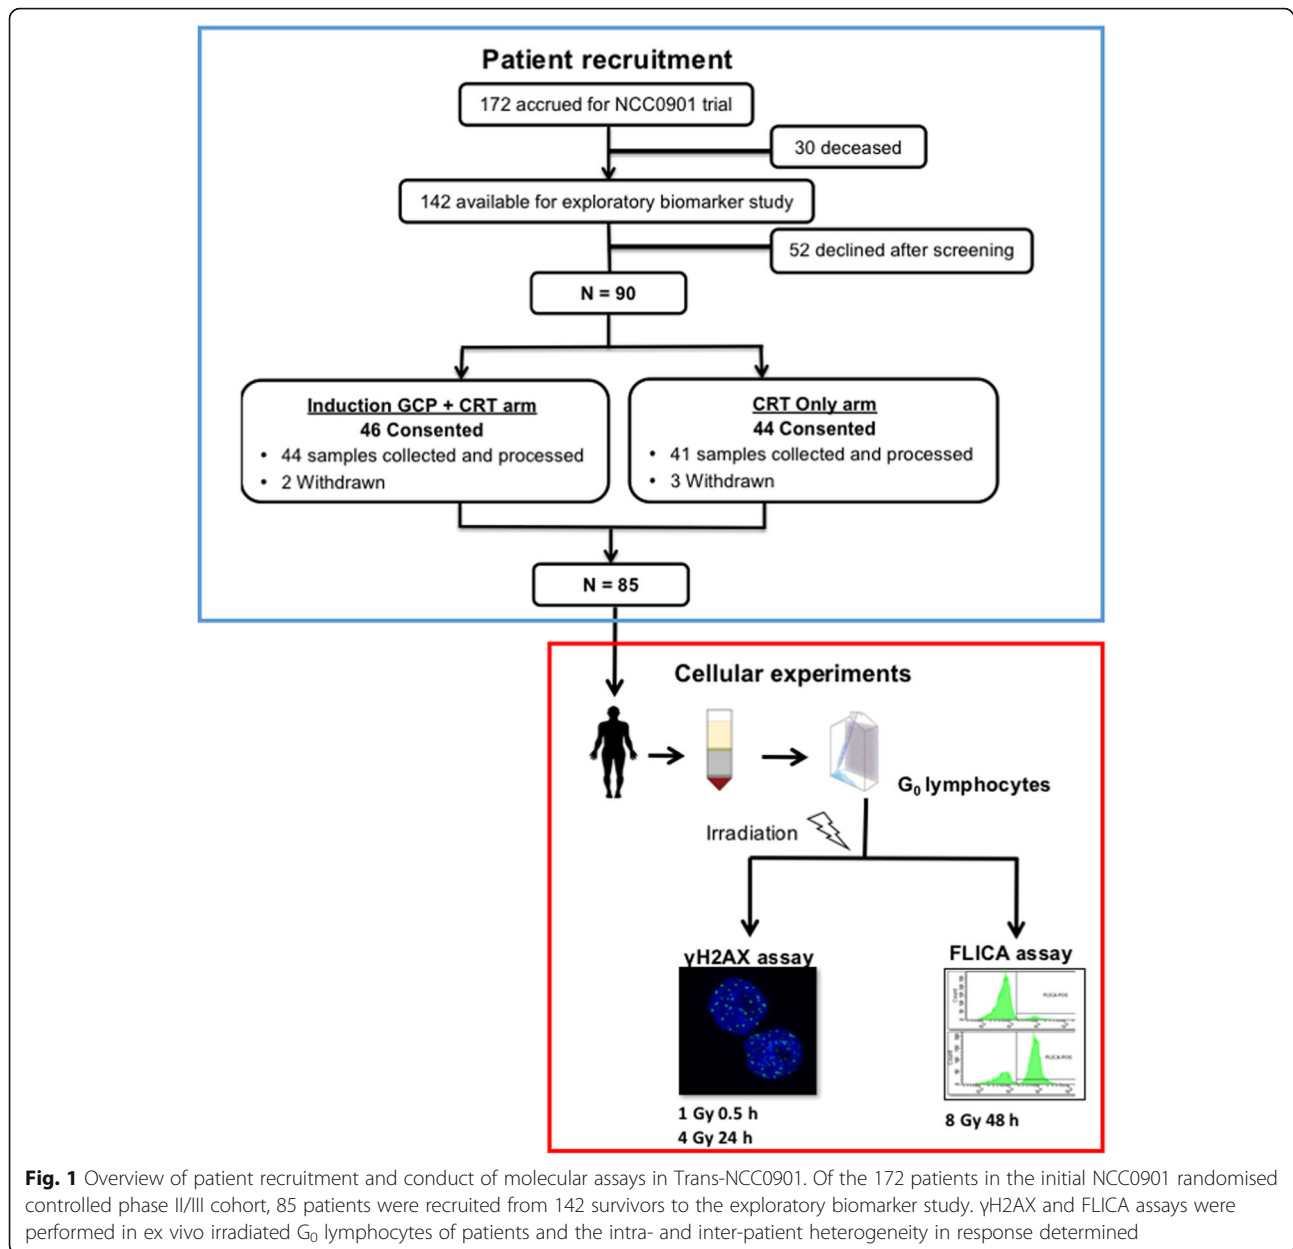 Patient recruitment
172 accrued for NCC0901 trial
30 deceased
142 available for exploratory biomarker study
52 declined after screening
N = 90
Induction GCP + CRT arm
46 Consented
• 44 samples collected and processed
• 2 Withdrawn
CRT Only arm
44 Consented
• 41 samples collected and processed
• 3 Withdrawn
N = 85
Cellular experiments
G₀ lymphocytes
Irradiation
γH2AX assay
1 Gy 0.5 h
4 Gy 24 h
FLICA assay
Count
FLICA-POS
Count
FLICA-POS
8 Gy 48 h
Fig. 1 Overview of patient recruitment and conduct of molecular assays in Trans-NCC0901. Of the 172 patients in the initial NCC0901 randomised
controlled phase II/III cohort, 85 patients were recruited from 142 survivors to the exploratory biomarker study. γH2AX and FLICA assays were
performed in ex vivo irradiated G₀ lymphocytes of patients and the intra- and inter-patient heterogeneity in response determined